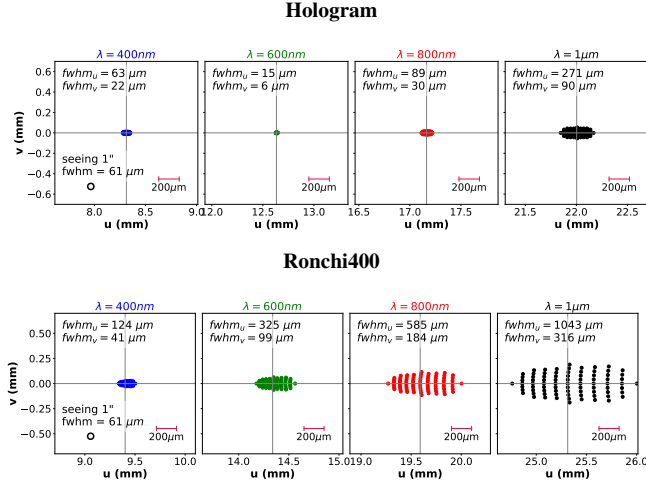 Hologram
λ = 400nm
λ = 600nm
λ = 800nm
λ = 1μm
fwhm_u = 63 μm
fwhm_v = 22 μm
fwhm_u = 15 μm
fwhm_v = 6 μm
fwhm_u = 89 μm
fwhm_v = 30 μm
fwhm_u = 271 μm
fwhm_v = 90 μm
seeing 1"
fwhm = 61 μm
200μm
200μm
200μm
200μm
0.6
0.4
0.2
0.0
−0.2
−0.4
−0.6
v (mm)
8.0 8.5 9.0
12.0 12.5 13.0
16.5 17.0 17.5
21.5 22.0 22.5
u (mm) u (mm) u (mm) u (mm)
Ronchi400
λ = 400nm
λ = 600nm
λ = 800nm
λ = 1μm
fwhm_u = 124 μm
fwhm_v = 41 μm
fwhm_u = 325 μm
fwhm_v = 99 μm
fwhm_u = 585 μm
fwhm_v = 184 μm
fwhm_u = 1043 μm
fwhm_v = 316 μm
seeing 1"
fwhm = 61 μm
200μm
200μm
200μm
200μm
0.50
0.25
0.00
−0.25
−0.50
v (mm)
9.0 9.5 10.0
14.0 14.5 15.0
19.0 19.5 20.0
25.0 25.5 26.0
u (mm) u (mm) u (mm) u (mm)